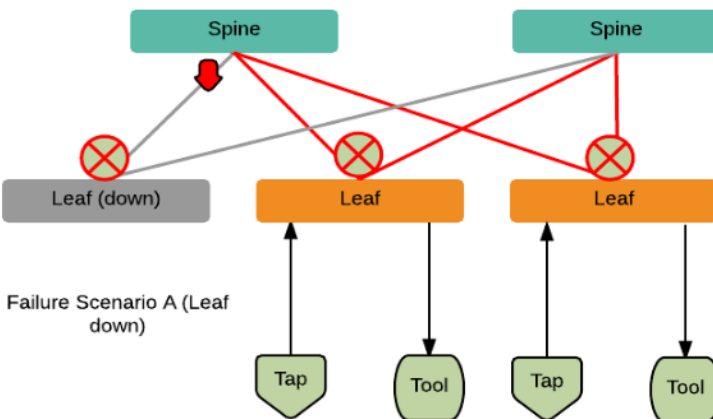 Spine
Spine
Leaf (down)
Leaf
Leaf
Failure Scenario A (Leaf
down)
Tap
Tool
Tap
Tool